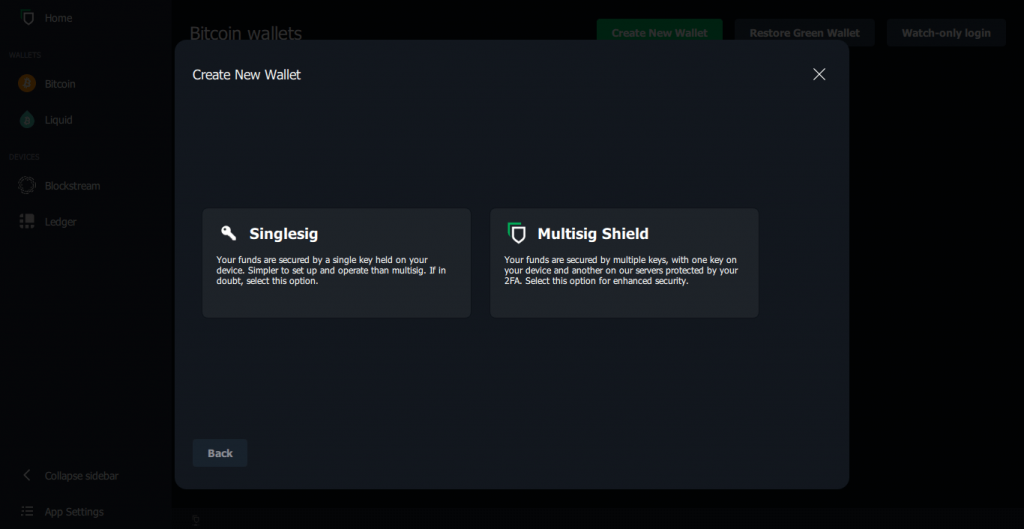 Home
WALLETS
Bitcoin
Liquid
DEVICES
Blockstream
Ledger
Collapse sidebar
App Settings
Bitcoin wallets
Create New Wallet
Restore Green Wallet
Watch-only login
Create New Wallet
Singlesig
Your funds are secured by a single key held on your
device. Simpler to set up and operate than multisig. If in
doubt, select this option.
Multisig Shield
Your funds are secured by multiple keys, with one key on
your device and another on our servers protected by your
2FA. Select this option for enhanced security.
Back